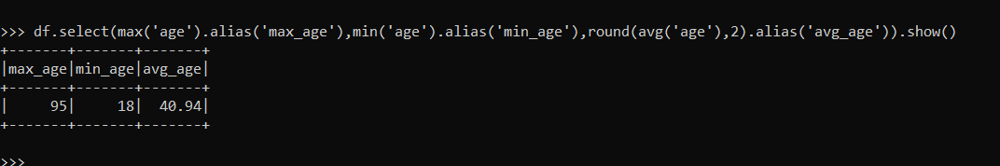 >>> df.select(max('age').alias('max_age'),min('age').alias('min_age'),round(avg('age'),2).alias('avg_age')).show()
+-------+-------+-------+
|max_age|min_age|avg_age|
+-------+-------+-------+
|     95|     18|  40.94|
+-------+-------+-------+
>>>